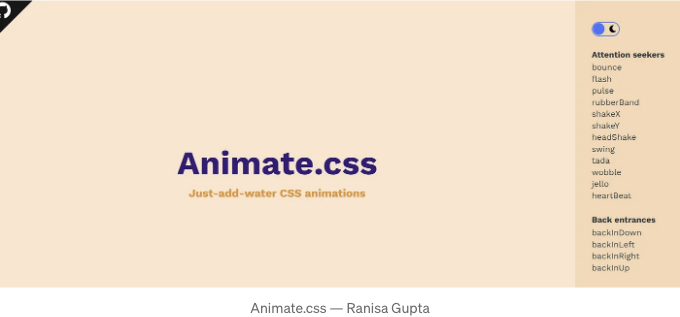 Animate.css
Just-add-water CSS animations
Attention seekers
bounce
flash
pulse
rubberBand
shakeX
shakeY
headShake
swing
tada
wobble
jello
heartBeat
Back entrances
backInDown
backInLeft
backInRight
backInUp
Animate.css — Ranisa Gupta